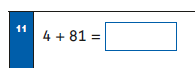 11
4 + 81 =